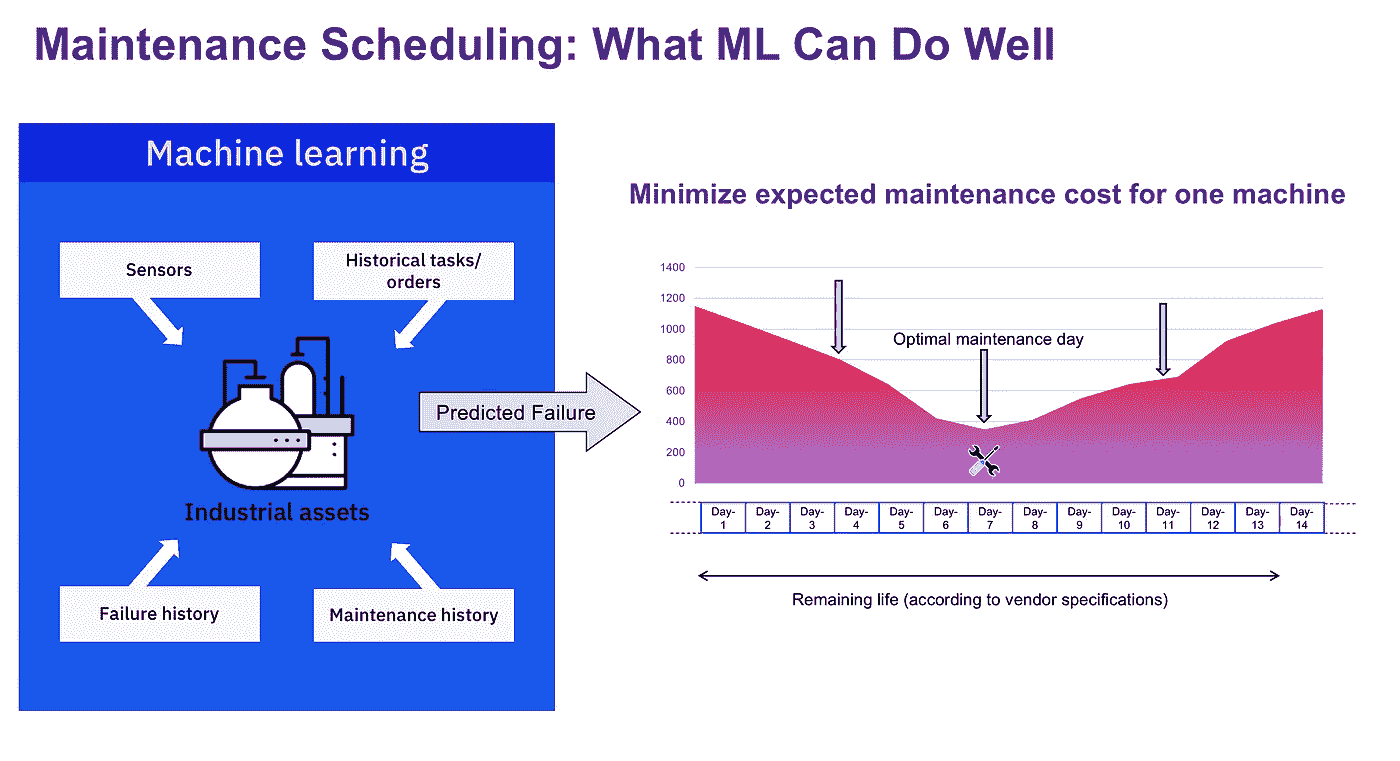 Maintenance Scheduling: What ML Can Do Well
Machine learning
Sensors
Historical tasks/
orders
Industrial assets
Failure history
Maintenance history
Predicted Failure
Minimize expected maintenance cost for one machine
1400
1200
1000
800
600
400
200
0
Optimal maintenance day
Day-
1
Day-
2
Day-
3
Day-
4
Day-
5
Day-
6
Day-
7
Day-
8
Day-
9
Day-
10
Day-
11
Day-
12
Day-
13
Day-
14
Remaining life (according to vendor specifications)